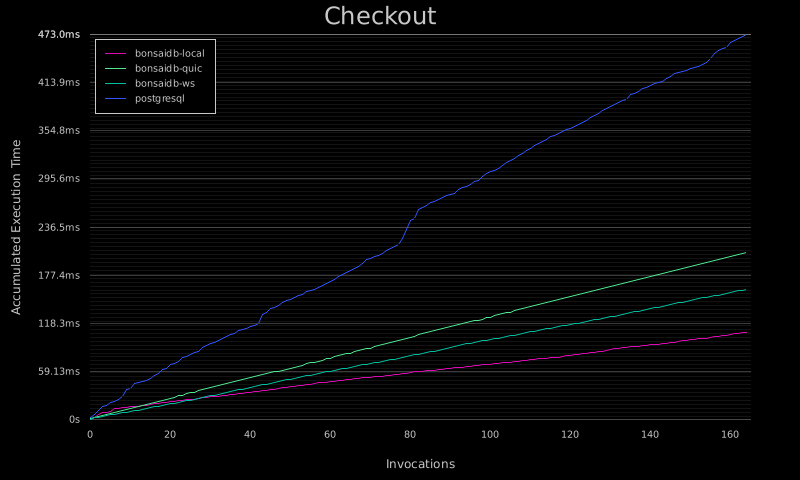 Checkout
473.0ms
413.9ms
354.8ms
295.6ms
236.5ms
177.4ms
118.3ms
59.13ms
0s
Accumulated Execution Time
bonsaidb-local
bonsaidb-quic
bonsaidb-ws
postgresql
0 20 40 60 80 100 120 140 160
Invocations